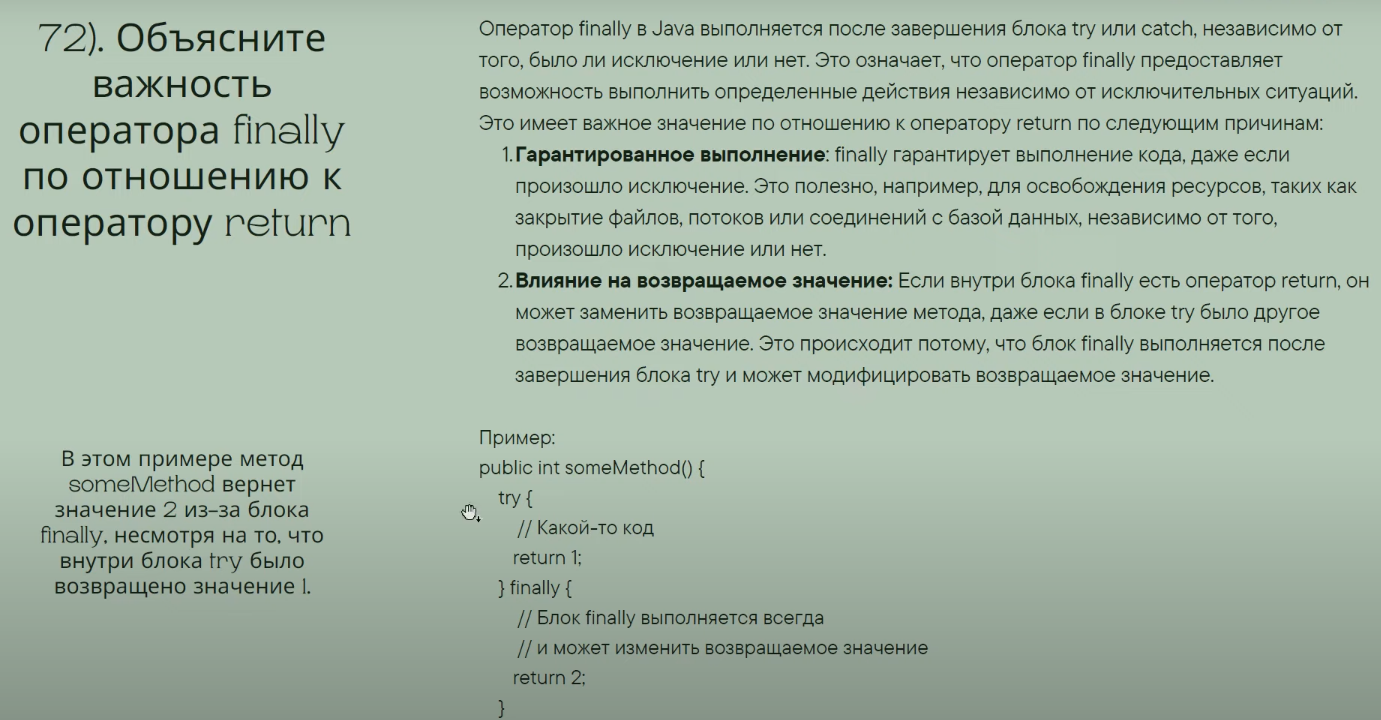 72). Объясните
важность
оператора finally
по отношению к
оператору return
В этом примере метод
someMethod вернет
значение 2 из-за блока
finally, несмотря на то, что
внутри блока try было
возвращено значение 1.
Оператор finally в Java выполняется после завершения блока try или catch, независимо от
того, было ли исключение или нет. Это означает, что оператор finally предоставляет
возможность выполнить определенные действия независимо от исключительных ситуаций.
Это имеет важное значение по отношению к оператору return по следующим причинам:
1. Гарантированное выполнение: finally гарантирует выполнение кода, даже если
произошло исключение. Это полезно, например, для освобождения ресурсов, таких как
закрытие файлов, потоков или соединений с базой данных, независимо от того,
произошло исключение или нет.
2. Влияние на возвращаемое значение: Если внутри блока finally есть оператор return, он
может заменить возвращаемое значение метода, даже если в блоке try было другое
возвращаемое значение. Это происходит потому, что блок finally выполняется после
завершения блока try и может модифицировать возвращаемое значение.
Пример:
public int someMethod() {
try {
// Какой-то код
return 1;
} finally {
// Блок finally выполняется всегда
// и может изменить возвращаемое значение
return 2;
}